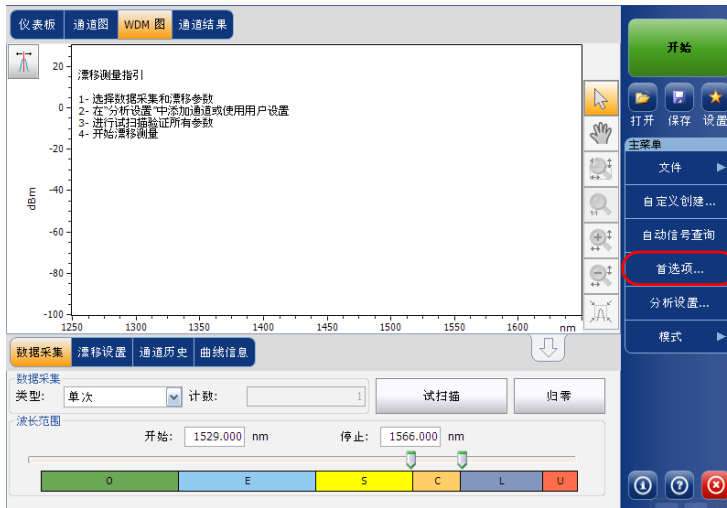 仪表板 通道图 WDM 图 通道结果
漂移测量指引
1- 选择数据采集和漂移参数
2- 在“分析设置”中添加通道或使用用户设置
3- 进行试扫描验证所有参数
4- 开始漂移测量
20
0
-20
-40
-60
-80
-100
dBm
1250 1300 1350 1400 1450 1500 1550 1600 nm
1:1
开始
打开 保存 设置
主菜单
文件
自定义创建...
自动信号查询
首选项...
分析设置...
模式
数据采集 漂移设置 通道历史 曲线信息
数据采集
类型: 单次 计数: 1 试扫描 归零
波长范围
开始: 1529.000 nm 停止: 1566.000 nm
O E S C L U